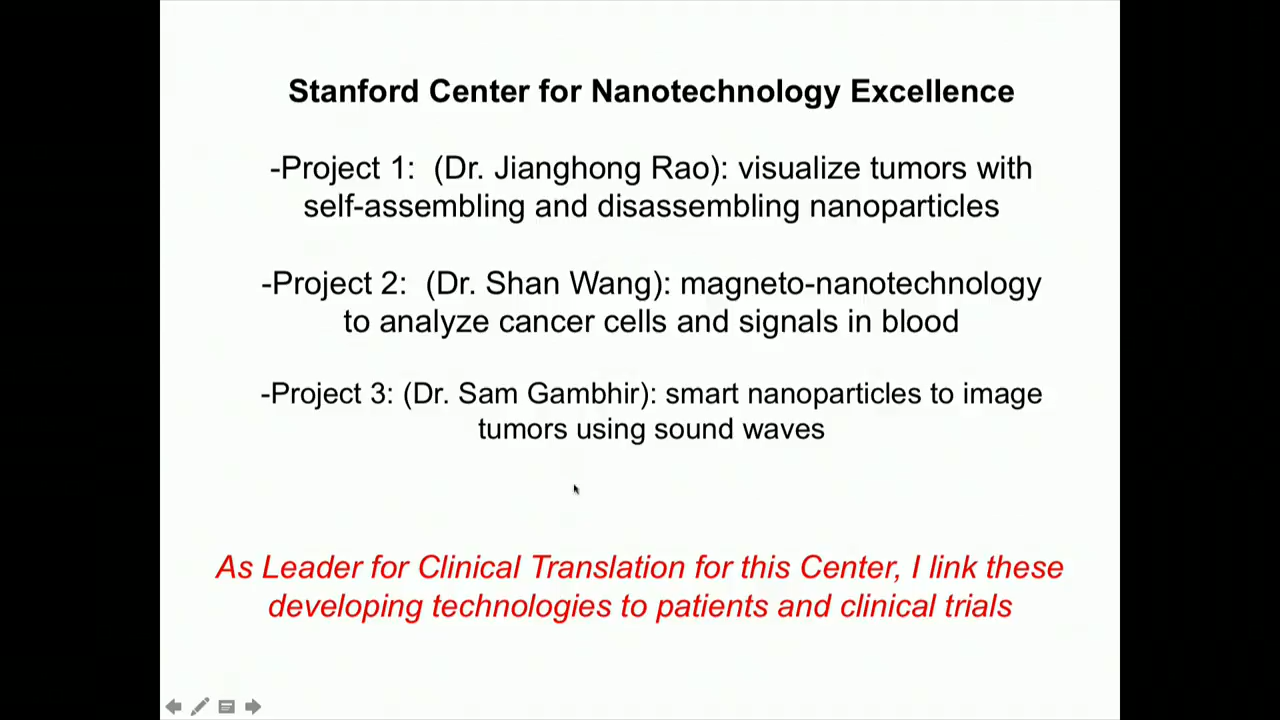 Stanford Center for Nanotechnology Excellence
-Project 1:  (Dr. Jianghong Rao): visualize tumors with
self-assembling and disassembling nanoparticles
-Project 2:  (Dr. Shan Wang): magneto-nanotechnology
to analyze cancer cells and signals in blood
-Project 3: (Dr. Sam Gambhir): smart nanoparticles to image
tumors using sound waves
As Leader for Clinical Translation for this Center, I link these
developing technologies to patients and clinical trials